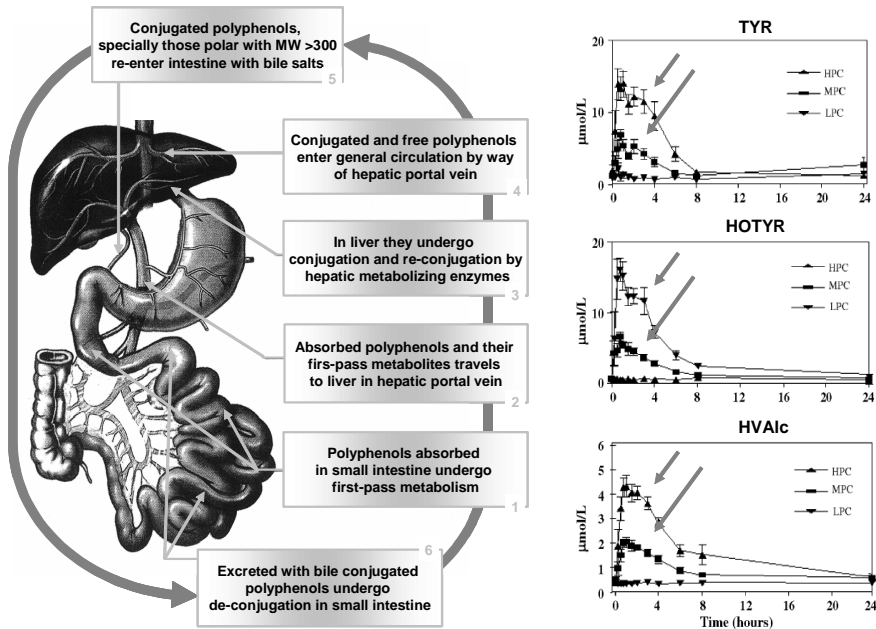 Conjugated polyphenols,
specially those polar with MW >300
re-enter intestine with bile salts
5
Conjugated and free polyphenols
enter general circulation by way
of hepatic portal vein
4
In liver they undergo
conjugation and re-conjugation by
hepatic metabolizing enzymes
3
Absorbed polyphenols and their
firs-pass metabolites travels
to liver in hepatic portal vein
2
Polyphenols absorbed
in small intestine undergo
first-pass metabolism
1
6
Excreted with bile conjugated
polyphenols undergo
de-conjugation in small intestine
TYR
20
10
0
µmol/L
HPC
MPC
LPC
0 4 8 12 16 20 24
HOTYR
20
10
0
µmol/L
HPC
MPC
LPC
0 4 8 12 16 20 24
HVAlc
6
5
4
3
2
1
0
µmol/L
HPC
MPC
LPC
0 4 8 12 16 20 24
Time (hours)